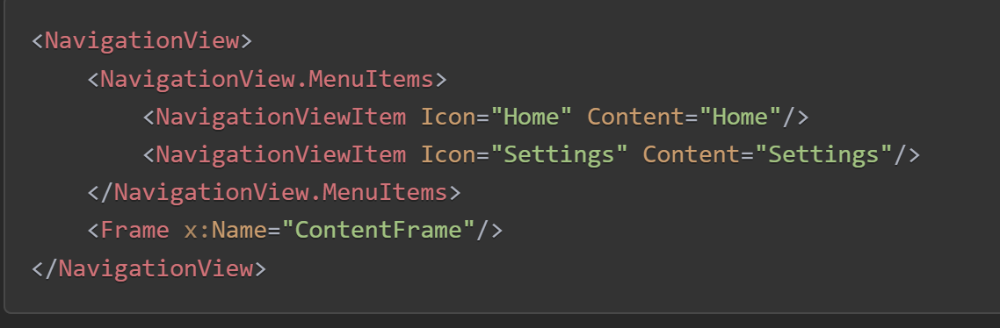 <NavigationView>
    <NavigationView.MenuItems>
        <NavigationViewItem Icon="Home" Content="Home"/>
        <NavigationViewItem Icon="Settings" Content="Settings"/>
    </NavigationView.MenuItems>
    <Frame x:Name="ContentFrame"/>
</NavigationView>